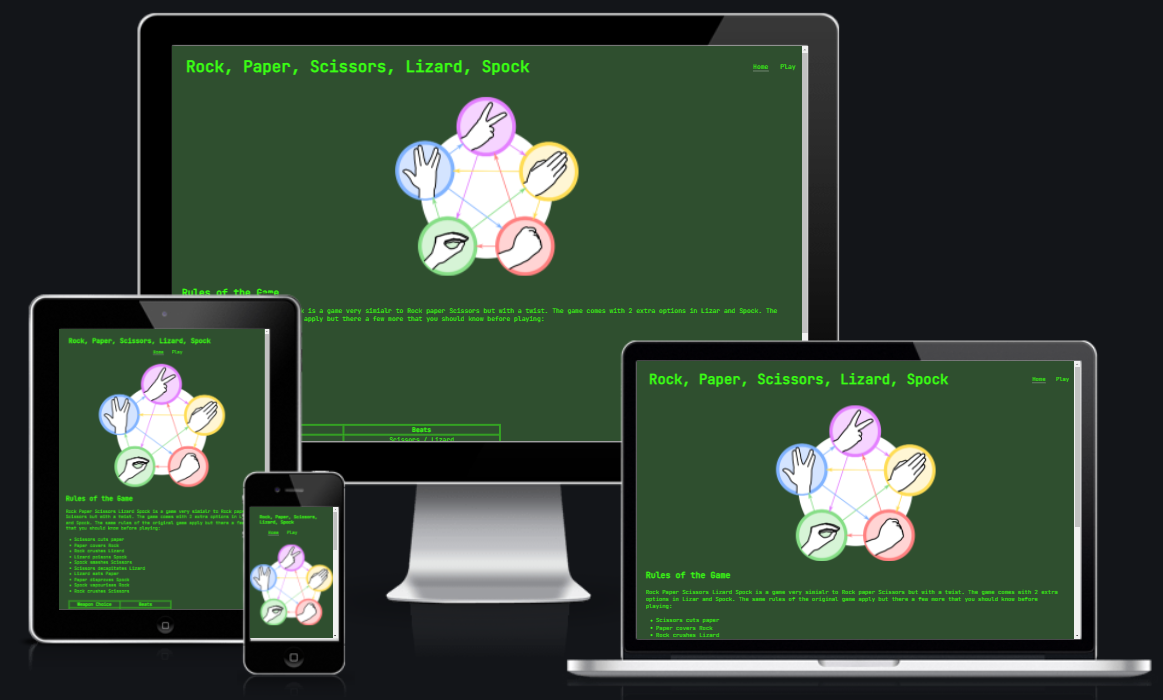 Rock, Paper, Scissors, Lizard, Spock
Home Play
Rules of the Game
is a game very simialr to Rock paper Scissors but with a twist. The game comes with 2 extra options in Lizar and Spock. The
apply but there a few more that you should know before playing:
Beats
Scissors / Lizard
Rock, Paper, Scissors, Lizard, Spock
Home Play
Rules of the Game
Rock Paper Scissors Lizard Spock is a game very simialr to Rock
Scissors but with a twist. The game comes with 2 extra options in
and Spock. The same rules of the original game apply but there a few
that you should know before playing:
• Scissors cuts paper
• Paper covers Rock
• Rock crushes Lizard
• Lizard poisons Spock
• Spock smashes Scissors
• Scissors decapitates Lizard
• Lizard eats Paper
• Paper disproves Spock
• Spock vapourises Rock
• Rock crushes Scissors
Weapon Choice Beats
Rock, Paper, Scissors,
Lizard, Spock
Home Play
Rock, Paper, Scissors, Lizard, Spock
Home Play
Rules of the Game
Rock Paper Scissors Lizard Spock is a game very simialr to Rock paper Scissors but with a twist. The game comes with 2 extra
options in Lizar and Spock. The same rules of the original game apply but there a few more that you should know before
playing:
• Scissors cuts paper
• Paper covers Rock
• Rock crushes Lizard